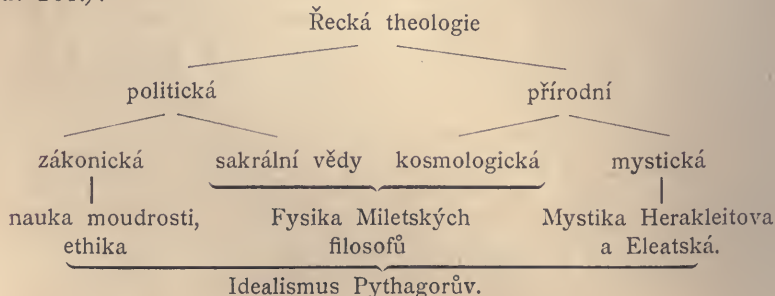 Řecká theologie
politická přírodní
zákonická sakrální vědy kosmologická mystická
nauka moudrosti, Fysika Miletských Mystika Herakleitova
ethika filosofů a Eleatská.
Idealismus Pythagorův.